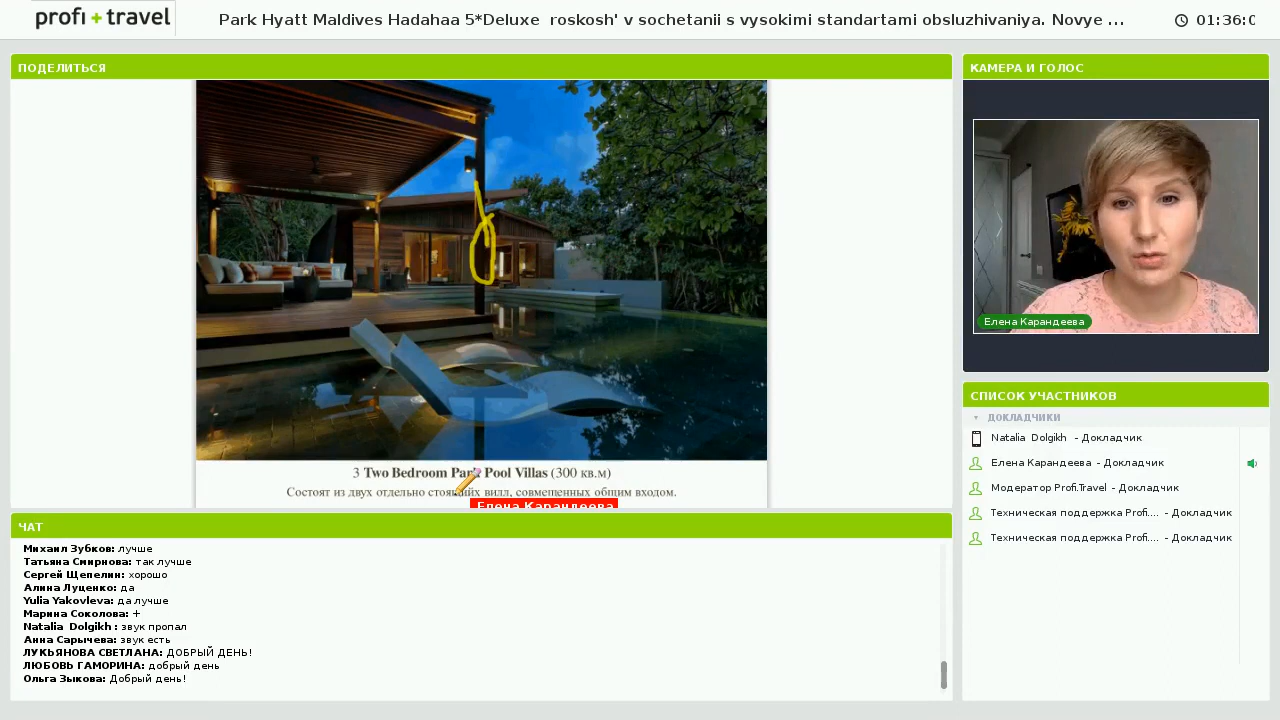 profi + travel
Park Hyatt Maldives Hadahaa 5*Deluxe roskosh' v sochetanii s vysokimi standartami obsluzhivaniya. Novye ...
01:36:0
ПОДЕЛИТЬСЯ
3 Two Bedroom Park Pool Villas (300 кв.м)
Состоят из двух отдельно стоящих вилл, совмещенных общим входом.
Елена Карандеева
ЧАТ
Михаил Зубков: лучше
Татьяна Смирнова: так лучше
Сергей Щепелин: хорошо
Алина Луценко: да
Yulia Yakovleva: да лучше
Марина Соколова: +
Natalia Dolgikh : звук пропал
Анна Сарычева: звук есть
ЛУКЬЯНОВА СВЕТЛАНА: ДОБРЫЙ ДЕНЬ!
ЛЮБОВЬ ГАМОРИНА: добрый день
Ольга Зыкова: Добрый день!
КАМЕРА И ГОЛОС
Елена Карандеева
СПИСОК УЧАСТНИКОВ
ДОКЛАДЧИКИ
Natalia Dolgikh - Докладчик
Елена Карандеева - Докладчик
Модератор Profi.Travel - Докладчик
Техническая поддержка Profi.... - Докладчик
Техническая поддержка Profi.... - Докладчик